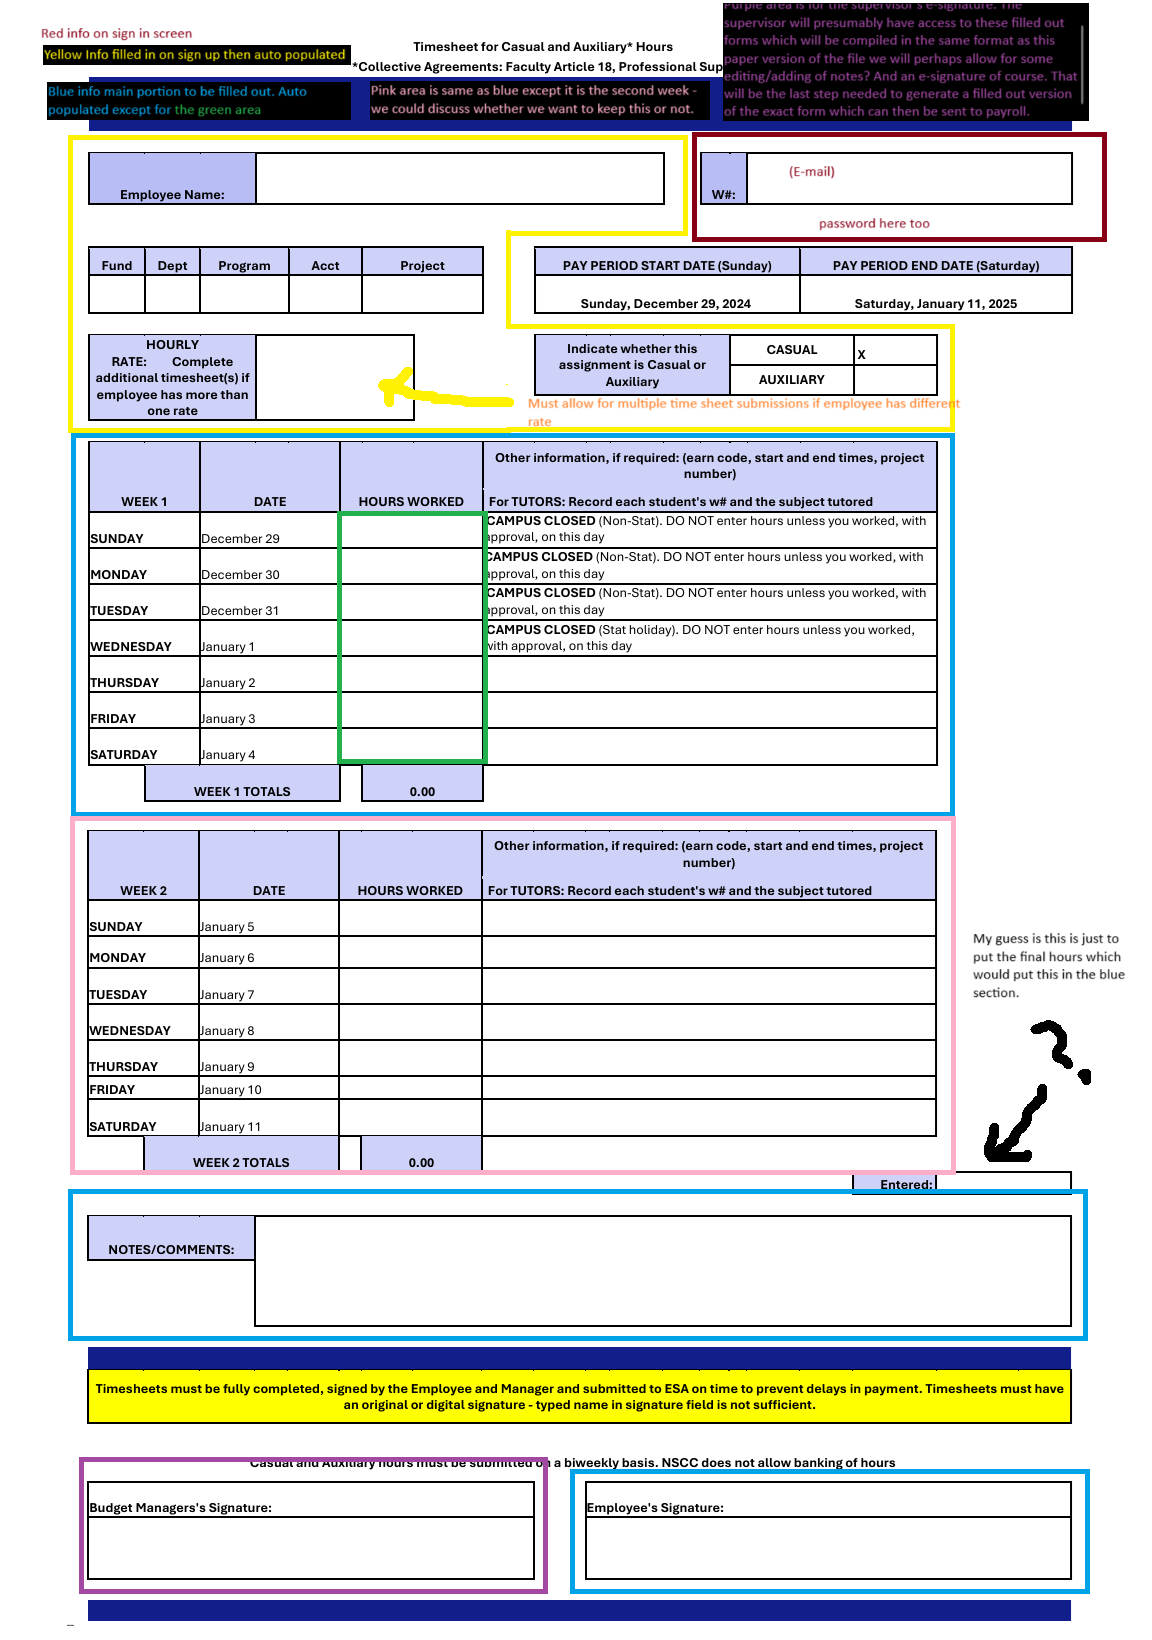 Purple area is for the supervisor's e-signature. The
supervisor will presumably have access to these filled out
forms which will be compiled in the same format as this
paper version of the file we will perhaps allow for some
editing/adding of notes? And an e-signature of course. That
will be the last step needed to generate a filled out version
of the exact form which can then be sent to payroll.
Red info on sign in screen
Yellow Info filled in on sign up then auto populated
Timesheet for Casual and Auxiliary* Hours
*Collective Agreements: Faculty Article 18, Professional Sup
Blue info main portion to be filled out. Auto
populated except for the green area
Pink area is same as blue except it is the second week -
we could discuss whether we want to keep this or not.
Employee Name:
W#:
(E-mail)
password here too
Fund Dept Program Acct Project
PAY PERIOD START DATE (Sunday) PAY PERIOD END DATE (Saturday)
Sunday, December 29, 2024 Saturday, January 11, 2025
HOURLY
RATE: Complete
additional timesheet(s) if
employee has more than
one rate
Indicate whether this
assignment is Casual or
Auxiliary
CASUAL X
AUXILIARY
Must allow for multiple time sheet submissions if employee has different
rate
Other information, if required: (earn code, start and end times, project
number)
WEEK 1 DATE HOURS WORKED For TUTORS: Record each student's w# and the subject tutored
SUNDAY December 29 CAMPUS CLOSED (Non-Stat). DO NOT enter hours unless you worked, with
approval, on this day
MONDAY December 30 CAMPUS CLOSED (Non-Stat). DO NOT enter hours unless you worked, with
approval, on this day
TUESDAY December 31 CAMPUS CLOSED (Non-Stat). DO NOT enter hours unless you worked, with
approval, on this day
WEDNESDAY January 1 CAMPUS CLOSED (Stat holiday). DO NOT enter hours unless you worked,
with approval, on this day
THURSDAY January 2
FRIDAY January 3
SATURDAY January 4
WEEK 1 TOTALS 0.00
Other information, if required: (earn code, start and end times, project
number)
WEEK 2 DATE HOURS WORKED For TUTORS: Record each student's w# and the subject tutored
SUNDAY January 5
MONDAY January 6
TUESDAY January 7
WEDNESDAY January 8
THURSDAY January 9
FRIDAY January 10
SATURDAY January 11
WEEK 2 TOTALS 0.00
My guess is this is just to
put the final hours which
would put this in the blue
section.
?
Entered:
NOTES/COMMENTS:
Timesheets must be fully completed, signed by the Employee and Manager and submitted to ESA on time to prevent delays in payment. Timesheets must have
an original or digital signature - typed name in signature field is not sufficient.
Casual and Auxiliary hours must be submitted on a biweekly basis. NSCC does not allow banking of hours
Budget Managers's Signature:
Employee's Signature: